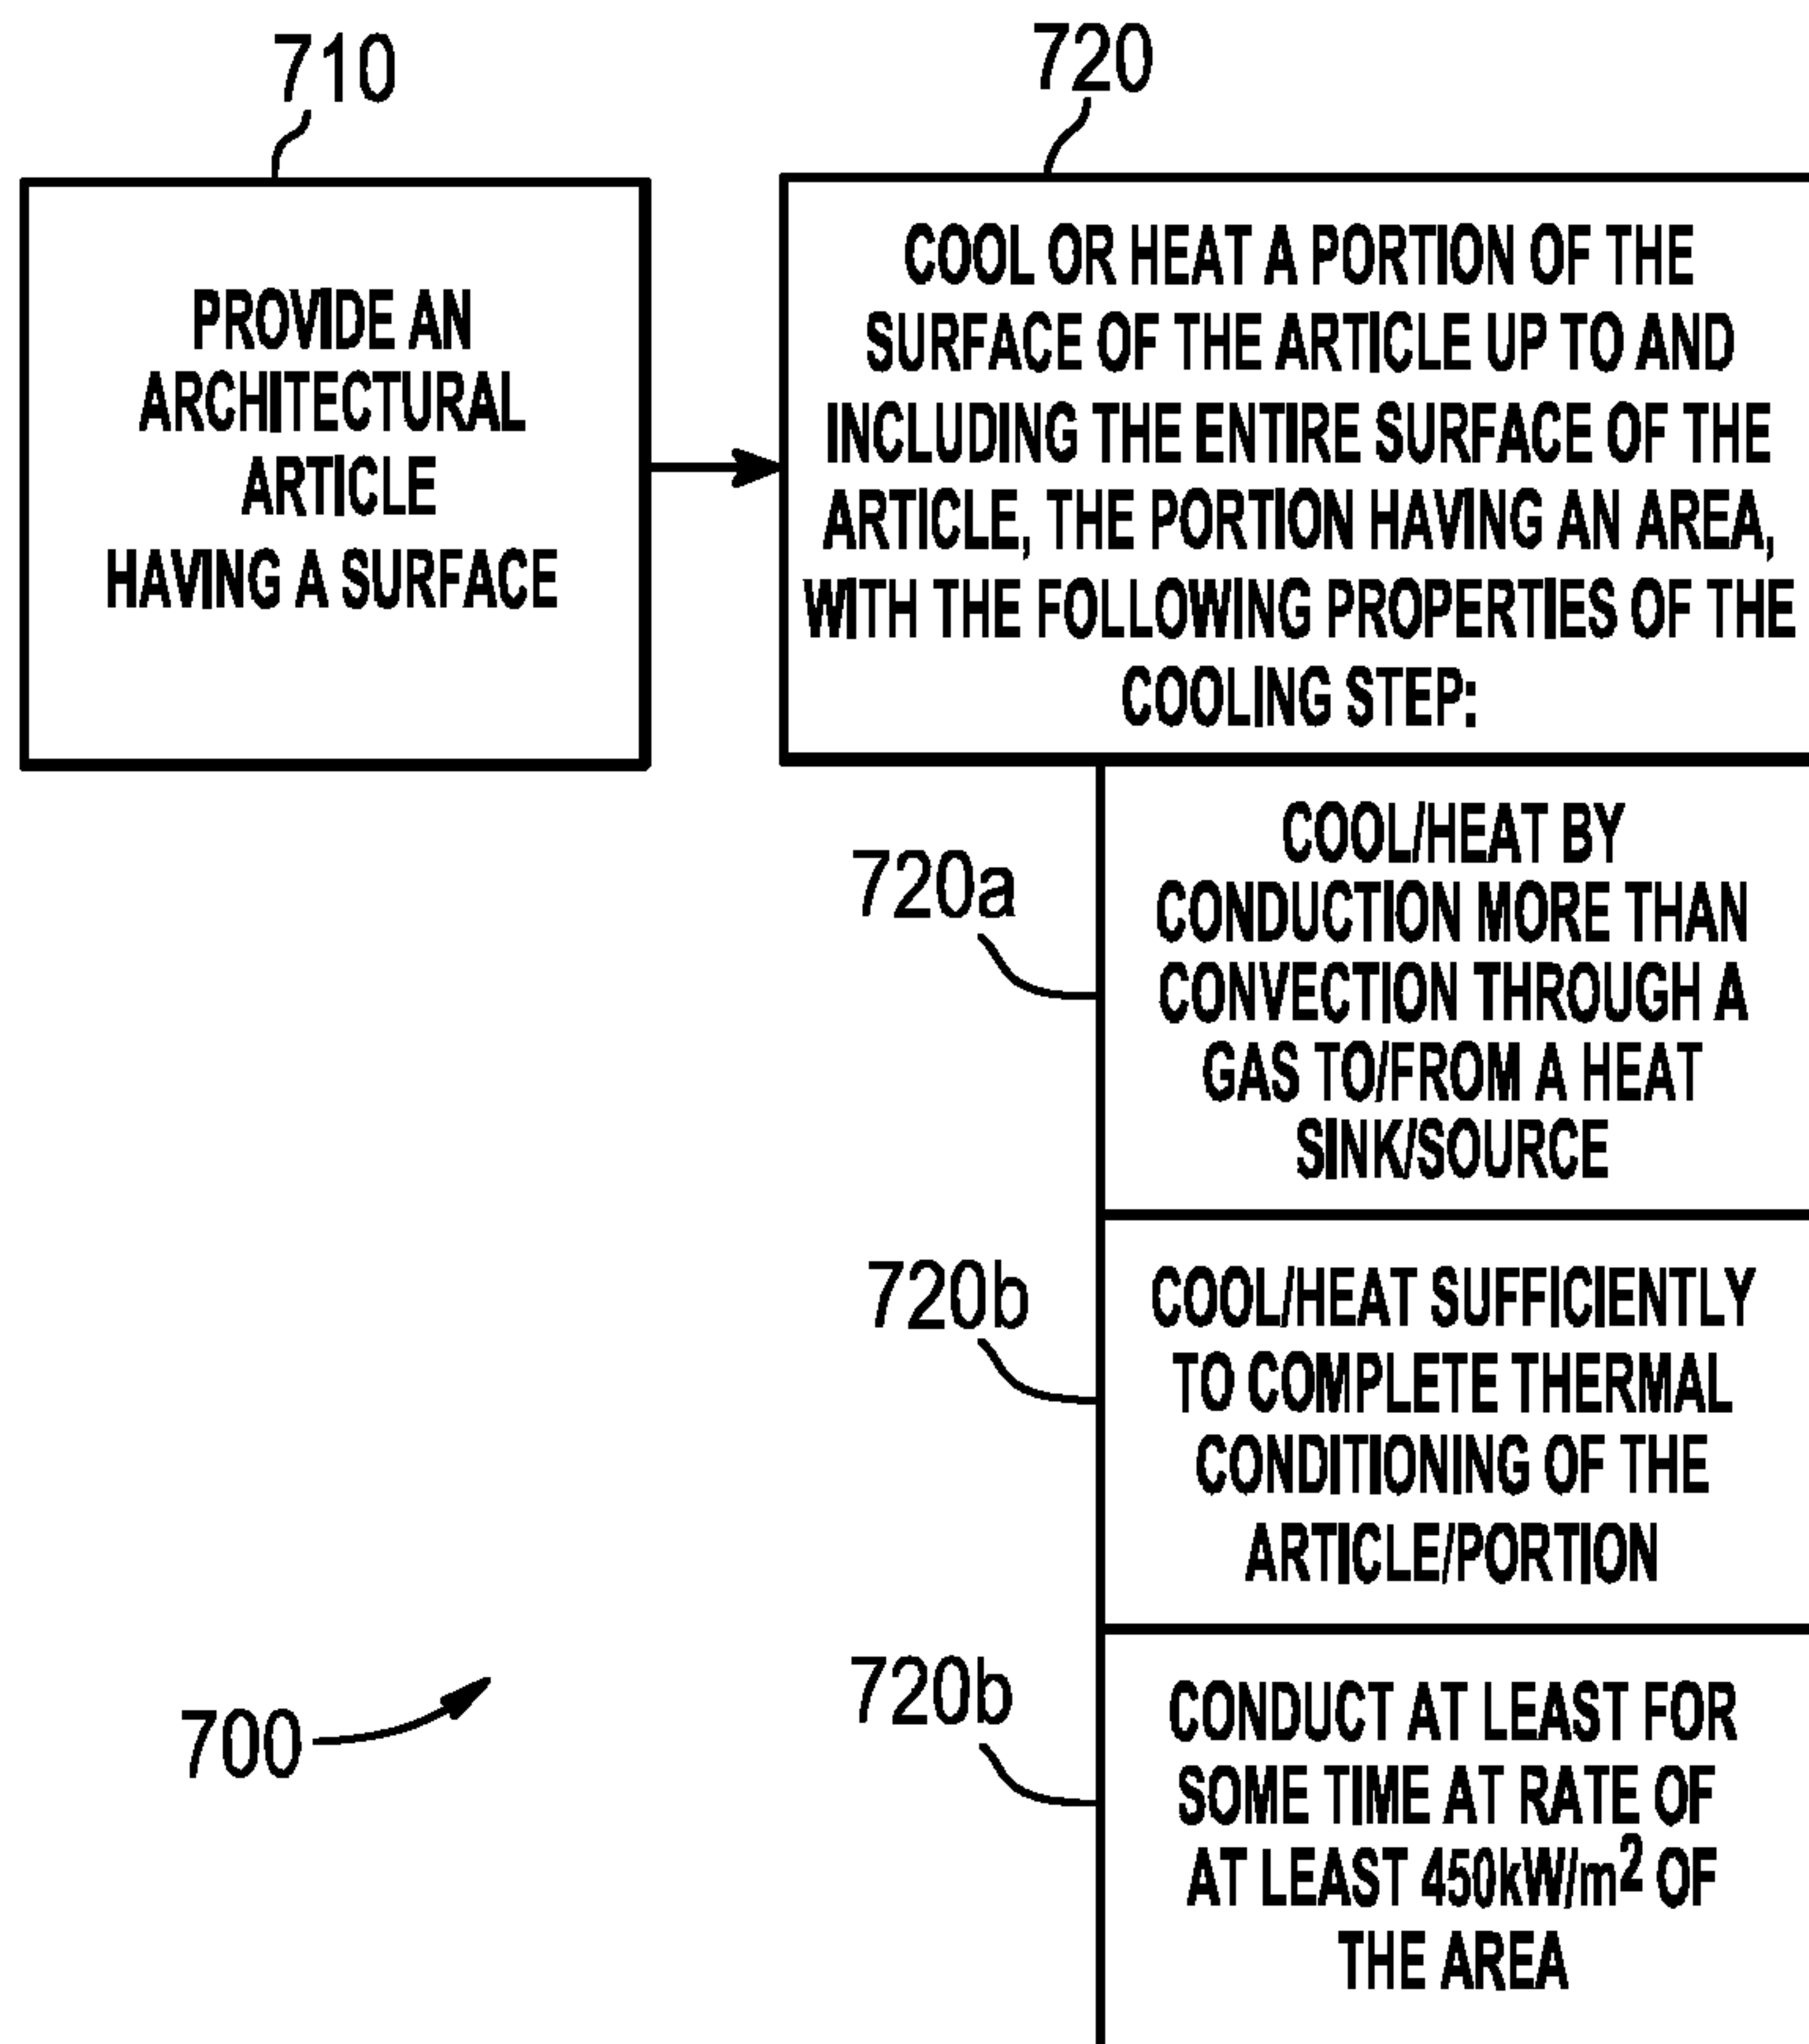 710
PROVIDE AN
ARCHITECTURAL
ARTICLE
HAVING A SURFACE
720
COOL OR HEAT A PORTION OF THE
SURFACE OF THE ARTICLE UP TO AND
INCLUDING THE ENTIRE SURFACE OF THE
ARTICLE, THE PORTION HAVING AN AREA,
WITH THE FOLLOWING PROPERTIES OF THE
COOLING STEP:
720a
COOL/HEAT BY
CONDUCTION MORE THAN
CONVECTION THROUGH A
GAS TO/FROM A HEAT
SINK/SOURCE
720b
COOL/HEAT SUFFICIENTLY
TO COMPLETE THERMAL
CONDITIONING OF THE
ARTICLE/PORTION
720b
CONDUCT AT LEAST FOR
SOME TIME AT RATE OF
AT LEAST 450kW/m² OF
THE AREA
700